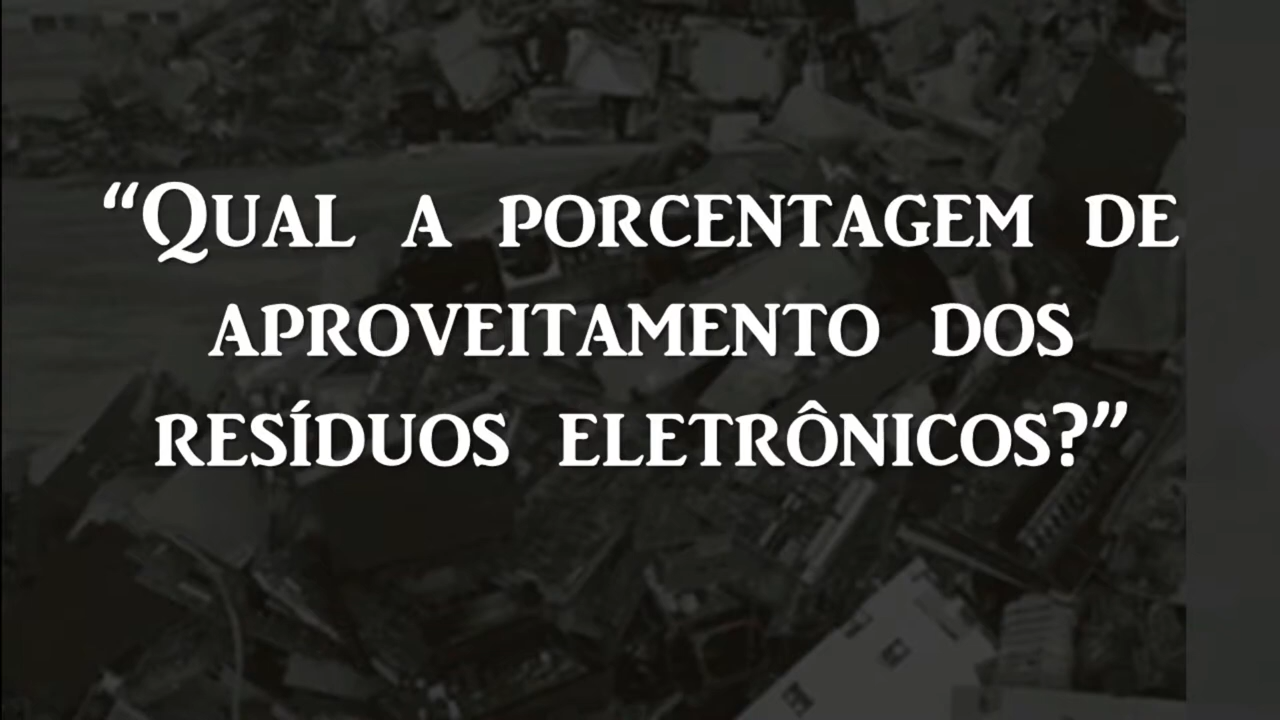 “Qual a porcentagem de
aproveitamento dos
resíduos eletrônicos?”